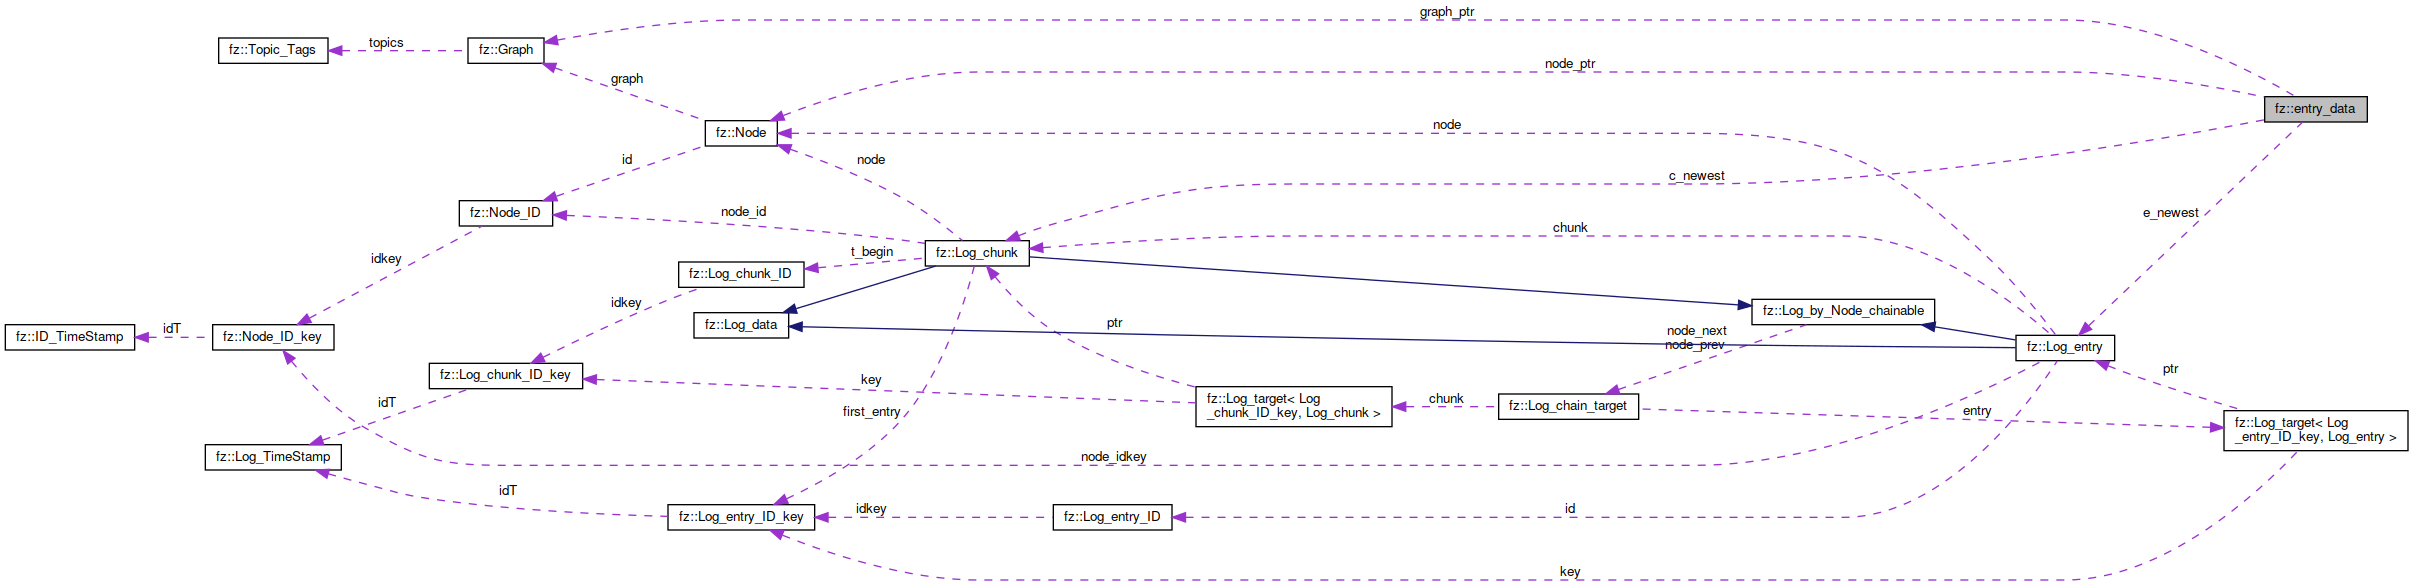 graph_ptr
topics
fz::Topic_Tags
fz::Graph
node_ptr
graph
fz::entry_data
node
fz::Node
id
node
c_newest
fz::Node_ID
node_id
e_newest
chunk
idkey
t_begin
fz::Log_chunk
fz::Log_chunk_ID
idkey
fz::Log_by_Node_chainable
fz::ID_TimeStamp
idT
fz::Node_ID_key
fz::Log_data
ptr
node_next
node_prev
fz::Log_entry
fz::Log_chunk_ID_key
key
ptr
idT
first_entry
fz::Log_target< Log
_chunk_ID_key, Log_chunk >
chunk
fz::Log_chain_target
entry
fz::Log_target< Log
_entry_ID_key, Log_entry >
fz::Log_TimeStamp
node_idkey
idT
fz::Log_entry_ID_key
idkey
fz::Log_entry_ID
id
key